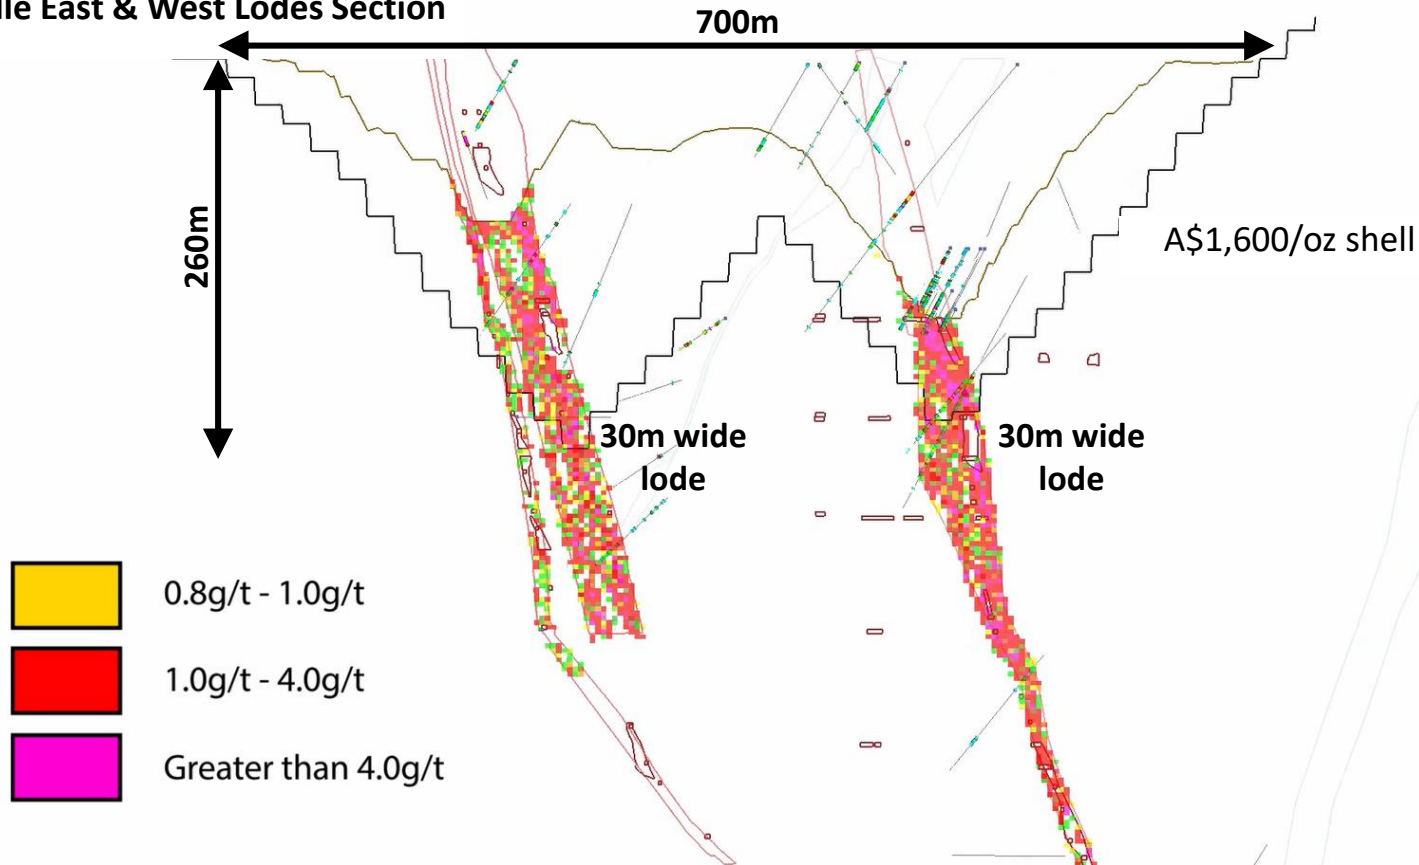 East & West Lodes Section
700m
260m
A$1,600/oz shell
30m wide
lode
30m wide
lode
0.8g/t - 1.0g/t
1.0g/t - 4.0g/t
Greater than 4.0g/t